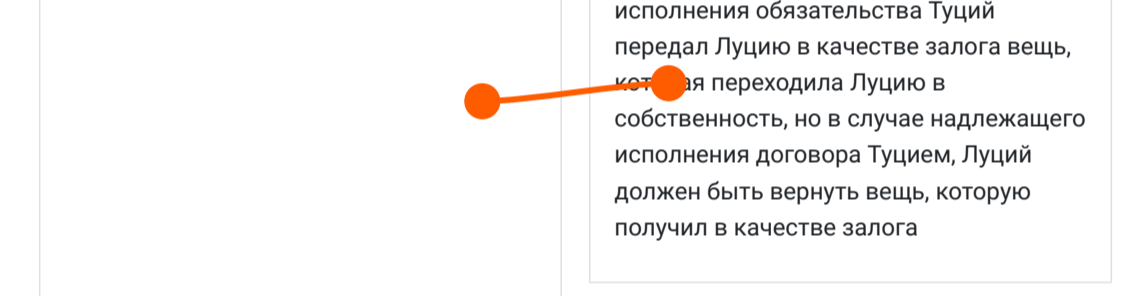 исполнения обязательства Туций
передал Луцию в качестве залога вещь,
переходила Луцию в
собственность, но в случае надлежащего
исполнения договора Туцием, Луций
должен быть вернуть вещь, которую
получил в качестве залога